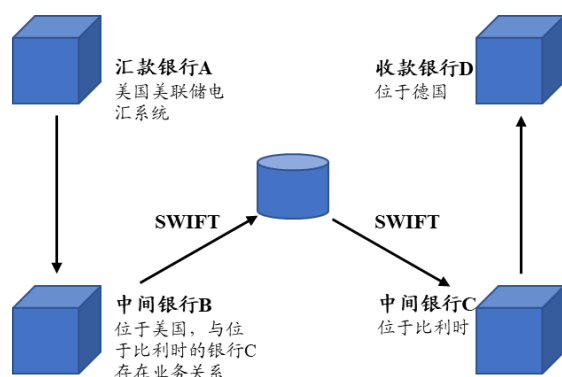 汇款银行A
美国美联储电
汇系统
收款银行D
位于德国
SWIFT
SWIFT
中间银行B
位于美国，与位
于比利时的银行C
存在业务关系
中间银行C
位于比利时